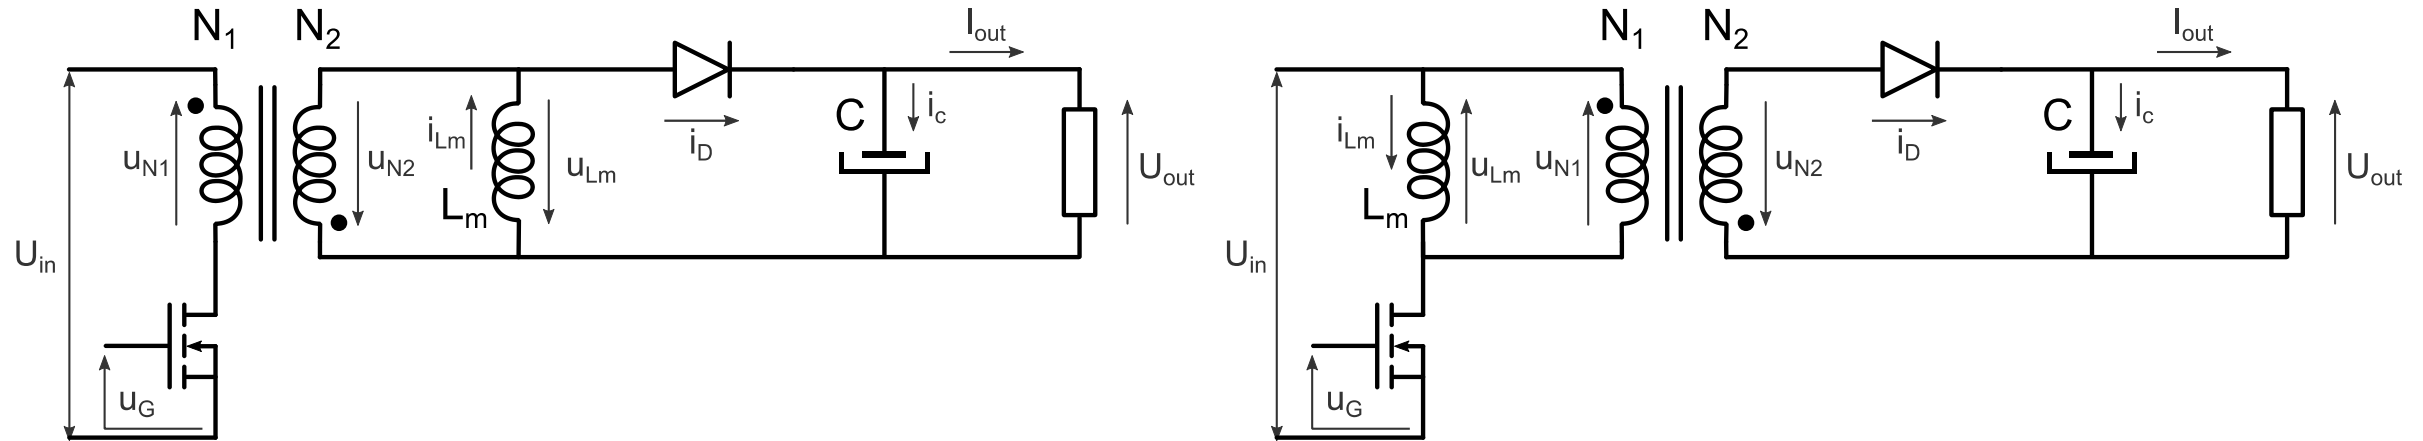 N1 N2 Iout
uN1 uN2 iLm uLm C ic
Lm iD Uout
Uin
uG
N1 N2 Iout
iLm uLm uN1 uN2 C ic
Lm iD Uout
Uin
uG